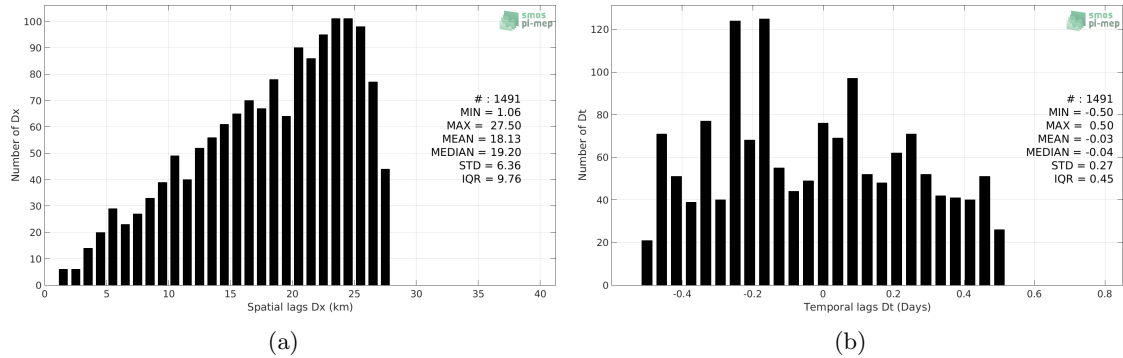 smos
pi-mep
100
90
80
70
60
50
40
30
20
10
0
Number of Dx
# : 1491
MIN = 1.06
MAX = 27.50
MEAN = 18.13
MEDIAN = 19.20
STD = 6.36
IQR = 9.76
0 5 10 15 20 25 30 35 40
Spatial lags Dx (km)
(a)
smos
pi-mep
120
100
80
60
40
20
0
Number of Dt
# : 1491
MIN = -0.50
MAX = 0.50
MEAN = -0.03
MEDIAN = -0.04
STD = 0.27
IQR = 0.45
-0.4 -0.2 0 0.2 0.4 0.6 0.8
Temporal lags Dt (Days)
(b)